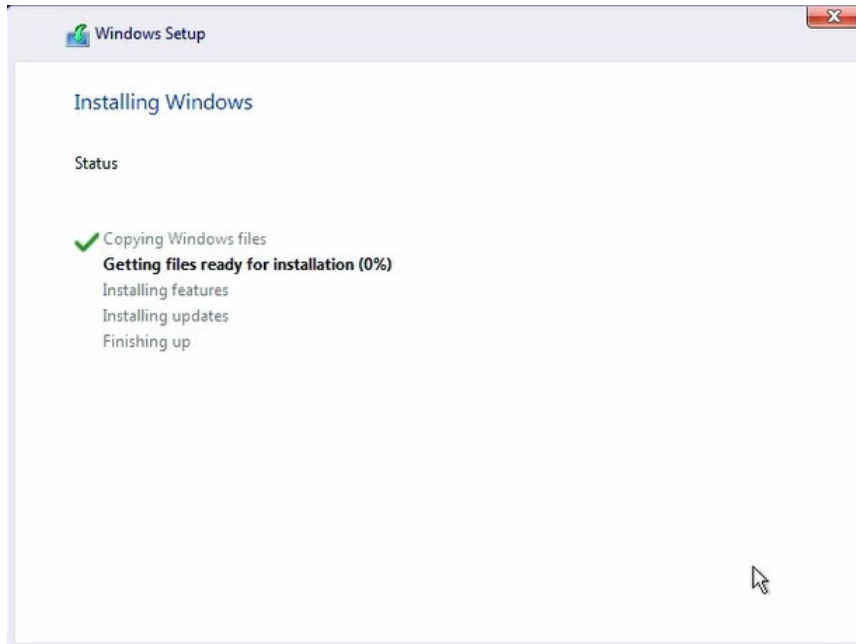 Windows Setup
Installing Windows
Status
Copying Windows files
Getting files ready for installation (0%)
Installing features
Installing updates
Finishing up